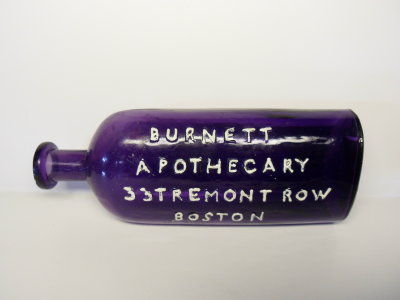 BURNETT
APOTHECARY
33 TREMONT ROW
BOSTON